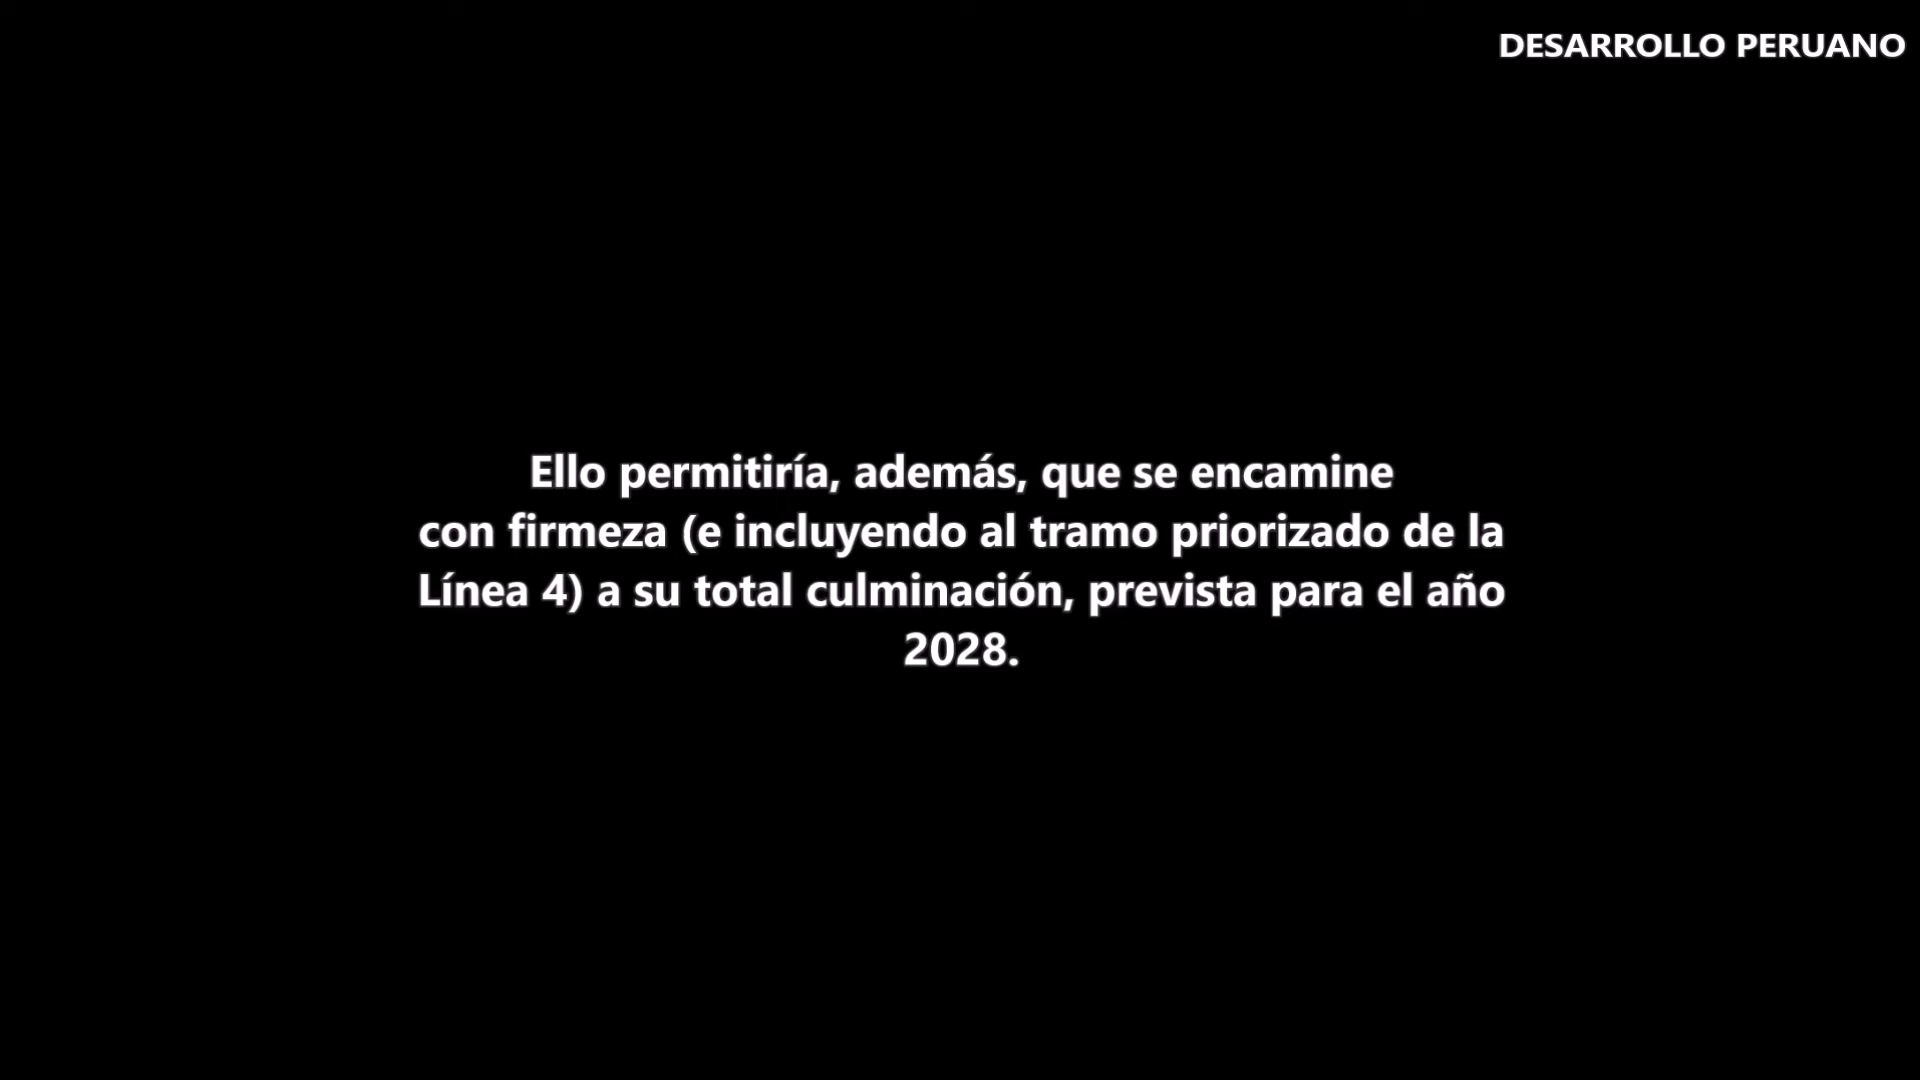 DESARROLLO PERUANO
Ello permitiría, además, que se encamine
con firmeza (e incluyendo al tramo priorizado de la
Línea 4) a su total culminación, prevista para el año
2028.